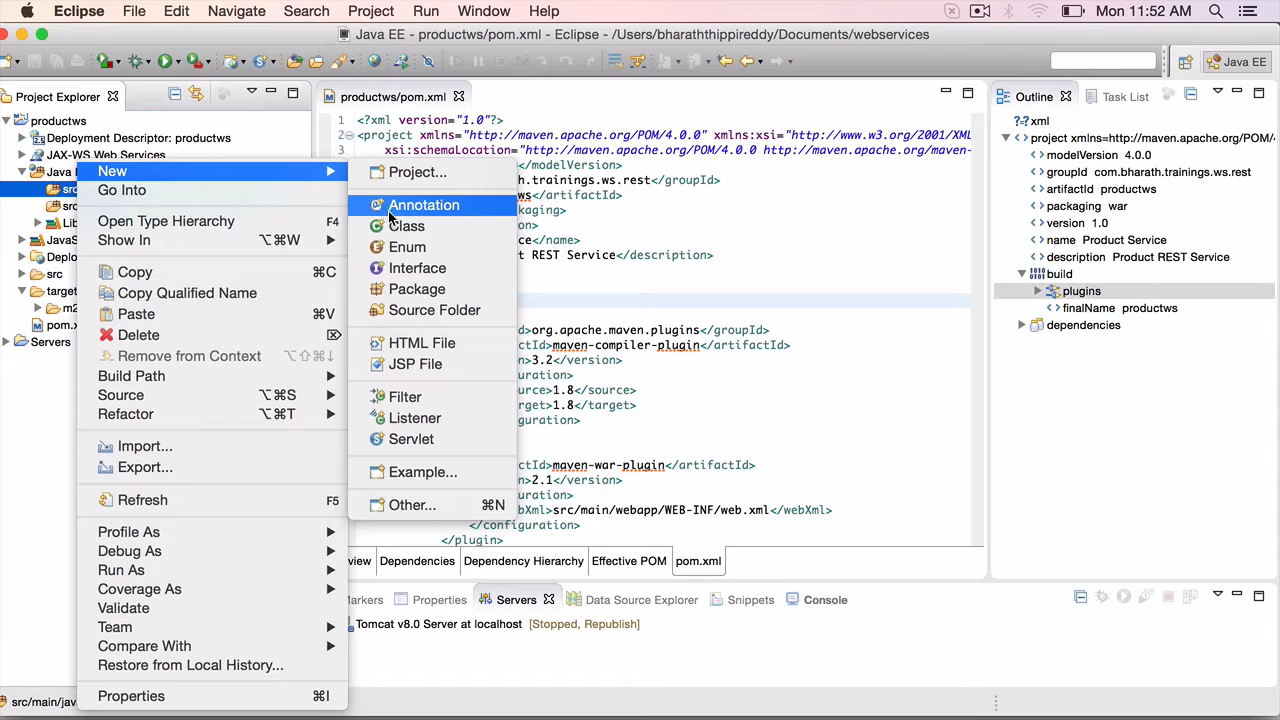 Eclipse File Edit Navigate Search Project Run Window Help Mon 11:52 AM
Java EE - productws/pom.xml - Eclipse - /Users/bharaththippireddy/Documents/webservices
Java EE
Project Explorer
productws
Deployment Descriptor: productws
JAX-WS Web Services
Java
src
src
Lib
JavaS
Deplo
src
target
m2
pom.x
Servers
New
Go Into
Open Type Hierarchy F4
Show In ⌥⌘W
Copy ⌘C
Copy Qualified Name
Paste ⌘V
Delete ⌦
Remove from Context ⌥⇧⌘↓
Build Path
Source ⌥⌘S
Refactor ⌥⌘T
Import...
Export...
Refresh F5
Profile As
Debug As
Run As
Coverage As
Validate
Team
Compare With
Restore from Local History...
Properties ⌘I
Project...
Annotation
Class
Enum
Interface
Package
Source Folder
HTML File
JSP File
Filter
Listener
Servlet
Example...
Other... ⌘N
productws/pom.xml
1 <?xml version="1.0"?>
2 <project xmlns="http://maven.apache.org/POM/4.0.0" xmlns:xsi="http://www.w3.org/2001/XML
3 xsi:schemaLocation="http://maven.apache.org/POM/4.0.0 http://maven.apache.org/maven-
</modelVersion>
th.trainings.ws.rest</groupId>
ws</artifactId>
kaging>
on>
ce</name>
t REST Service</description>
d>org.apache.maven.plugins</groupId>
ctId>maven-compiler-plugin</artifactId>
n>3.2</version>
uration>
urce>1.8</source>
rget>1.8</target>
guration>
ctId>maven-war-plugin</artifactId>
n>2.1</version>
uration>
Xml>src/main/webapp/WEB-INF/web.xml</webXml>
</configuration>
</plugin>
view Dependencies Dependency Hierarchy Effective POM pom.xml
Outline Task List
xml
project xmlns=http://maven.apache.org/POM/
modelVersion 4.0.0
groupId com.bharath.trainings.ws.rest
artifactId productws
packaging war
version 1.0
name Product Service
description Product REST Service
build
plugins
finalName productws
dependencies
Markers Properties Servers Data Source Explorer Snippets Console
Tomcat v8.0 Server at localhost [Stopped, Republish]
src/main/jav